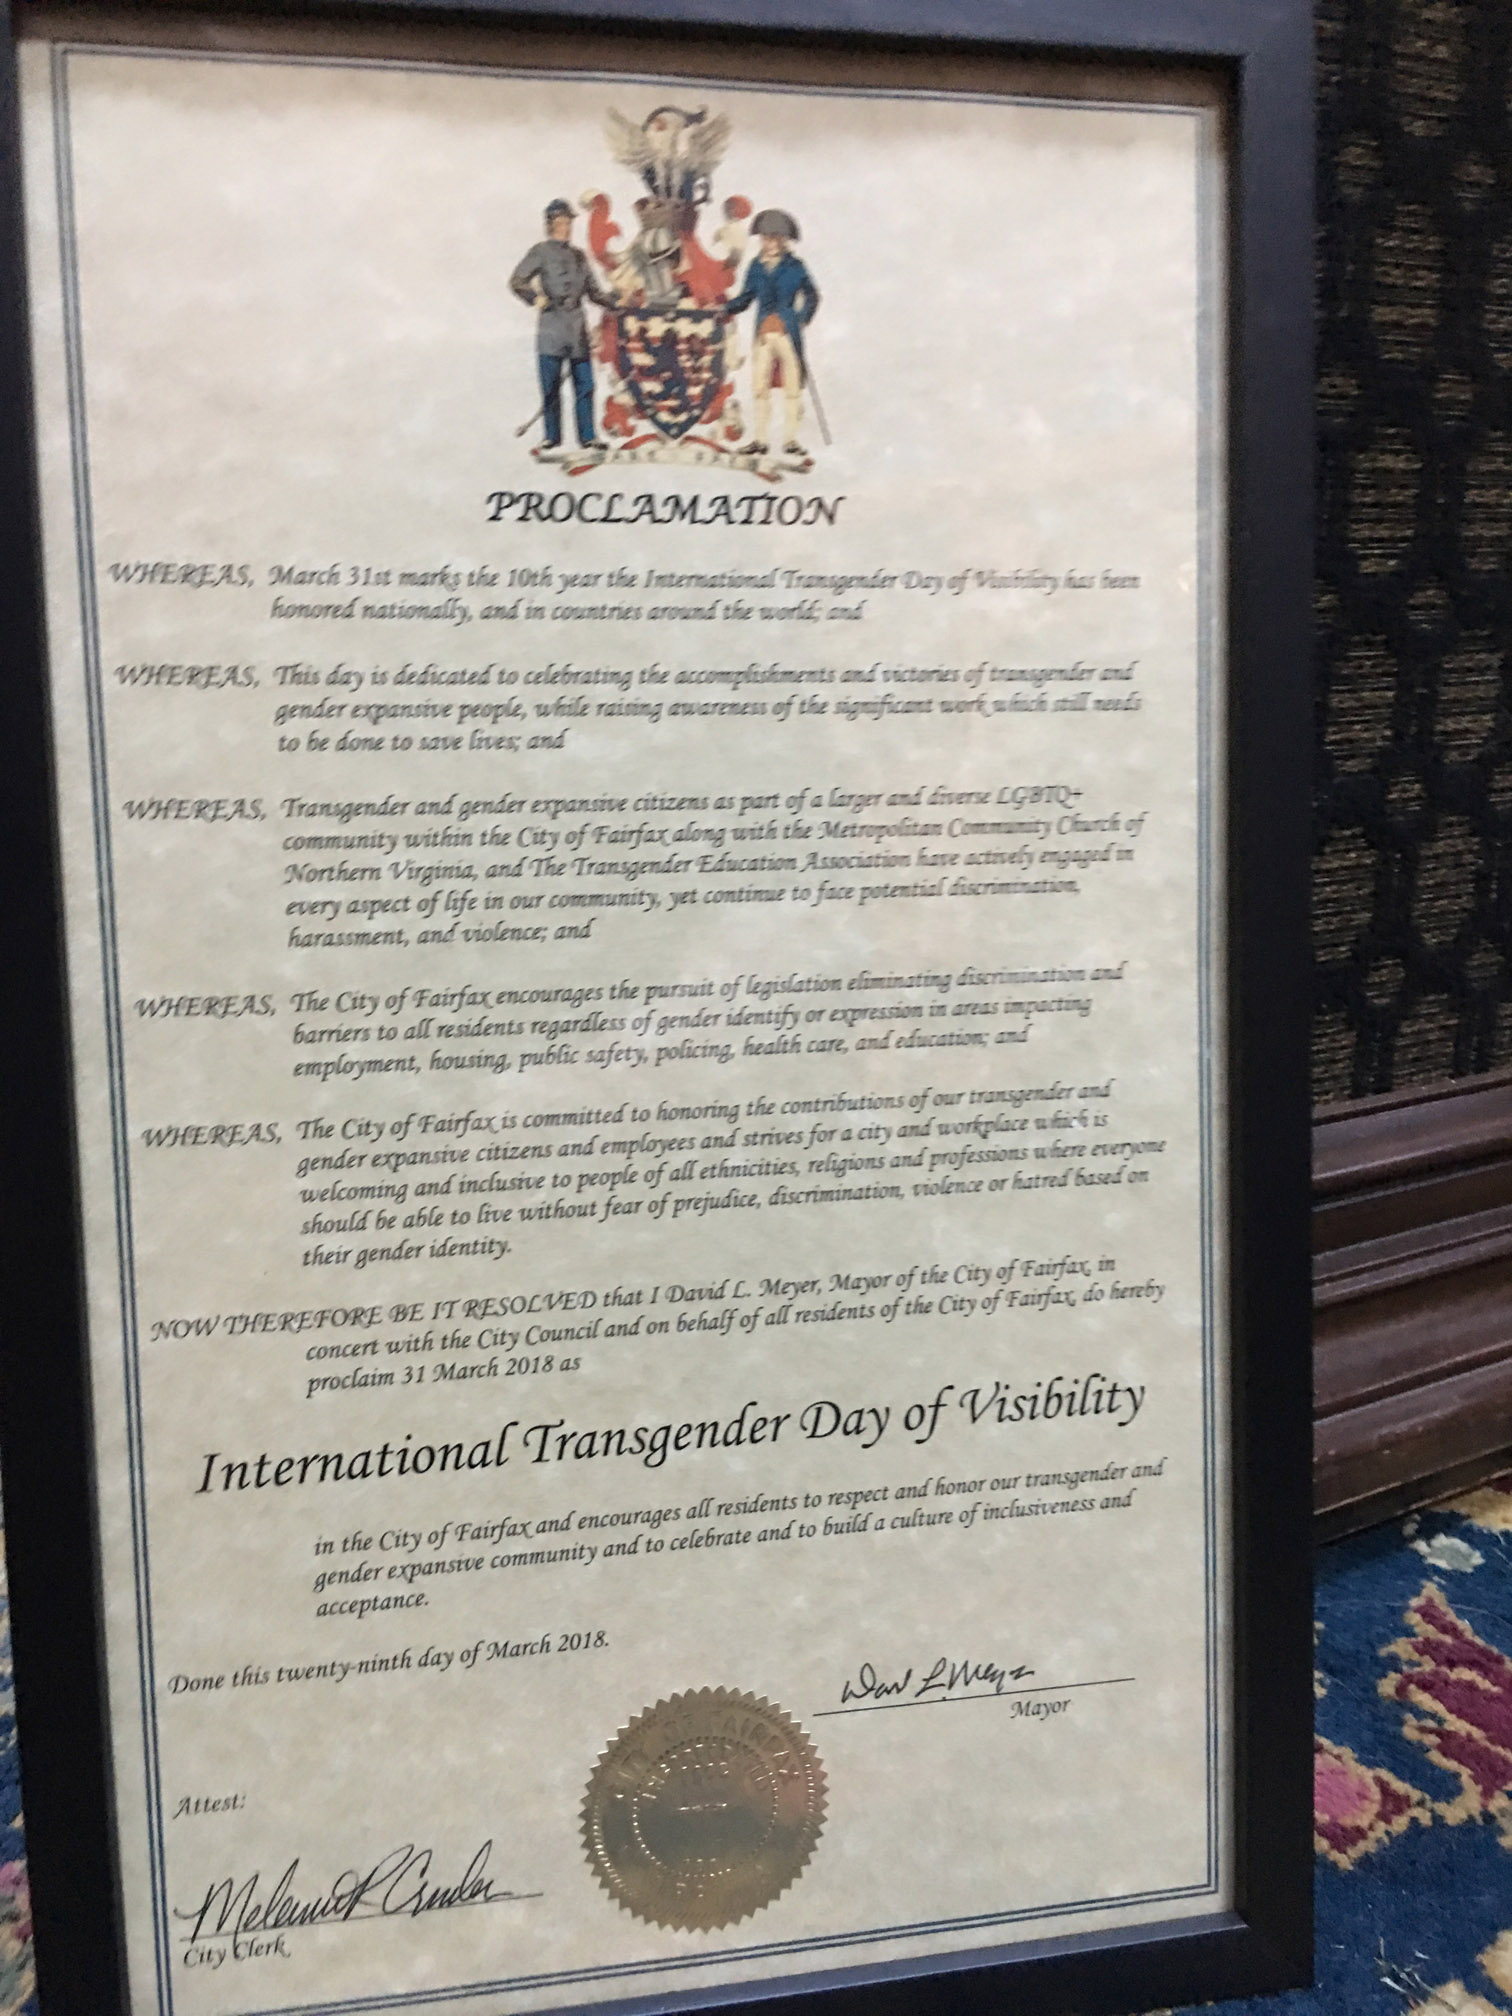 PROCLAMATION
WHEREAS, March 31st marks the 10th year the International Transgender Day of Visibility has been
honored nationally, and in countries around the world; and
WHEREAS, This day is dedicated to celebrating the accomplishments and victories of transgender and
gender expansive people, while raising awareness of the significant work which still needs
to be done to save lives; and
WHEREAS, Transgender and gender expansive citizens as part of a larger and diverse LGBTQ+
community within the City of Fairfax along with the Metropolitan Community Church of
Northern Virginia, and The Transgender Education Association have actively engaged in
every aspect of life in our community, yet continue to face potential discrimination,
harassment, and violence; and
WHEREAS, The City of Fairfax encourages the pursuit of legislation eliminating discrimination and
barriers to all residents regardless of gender identify or expression in areas impacting
employment, housing, public safety, policing, health care, and education; and
WHEREAS, The City of Fairfax is committed to honoring the contributions of our transgender and
gender expansive citizens and employees and strives for a city and workplace which is
welcoming and inclusive to people of all ethnicities, religions and professions where everyone
should be able to live without fear of prejudice, discrimination, violence or hatred based on
their gender identity.
NOW THEREFORE BE IT RESOLVED that I David L. Meyer, Mayor of the City of Fairfax, in
concert with the City Council and on behalf of all residents of the City of Fairfax, do hereby
proclaim 31 March 2018 as
International Transgender Day of Visibility
in the City of Fairfax and encourages all residents to respect and honor our transgender and
gender expansive community and to celebrate and to build a culture of inclusiveness and
acceptance.
Done this twenty-ninth day of March 2018.
David L. Meyer
Mayor
CITY OF FAIRFAX
Attest:
City Clerk